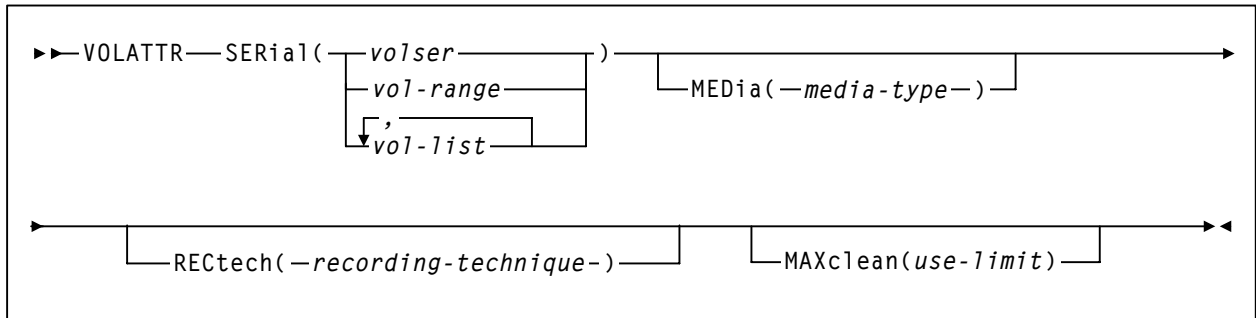 VOLATTR SERial( volser )
vol-range
MEDia( media-type )
,
vol-list
RECtech( recording-technique )
MAXclean(use-limit)